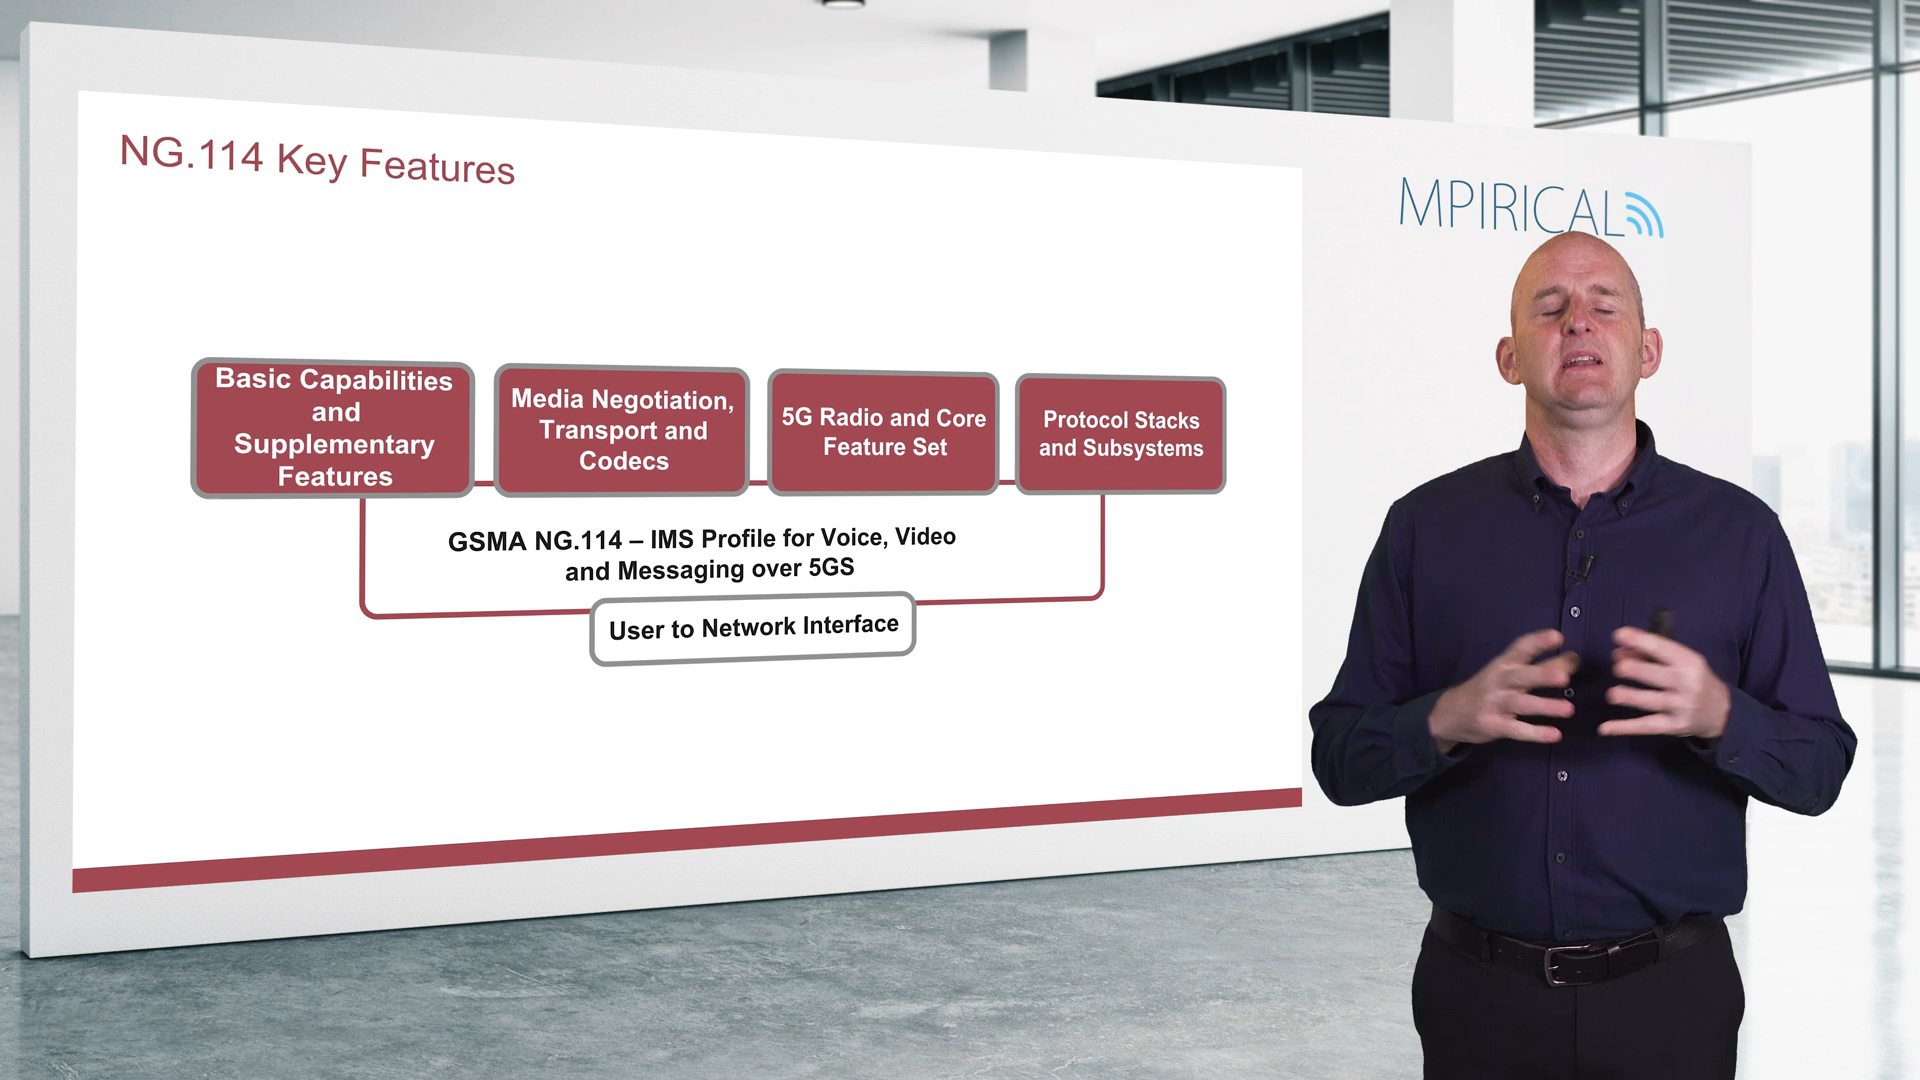 NG.114 Key Features
MPIRICAL
Basic Capabilities
and
Supplementary
Features
Media Negotiation,
Transport and
Codecs
5G Radio and Core
Feature Set
Protocol Stacks
and Subsystems
GSMA NG.114 – IMS Profile for Voice, Video
and Messaging over 5GS
User to Network Interface